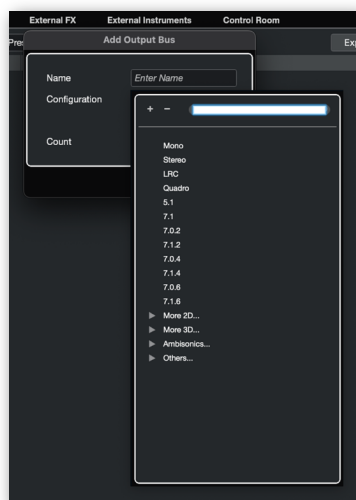 External FX External Instruments Control Room
Add Output Bus
Name Enter Name
Configuration
+ −
Count
Mono
Stereo
LRC
Quadro
5.1
7.1
7.0.2
7.1.2
7.0.4
7.1.4
7.0.6
7.1.6
More 2D...
More 3D...
Ambisonics...
Others...